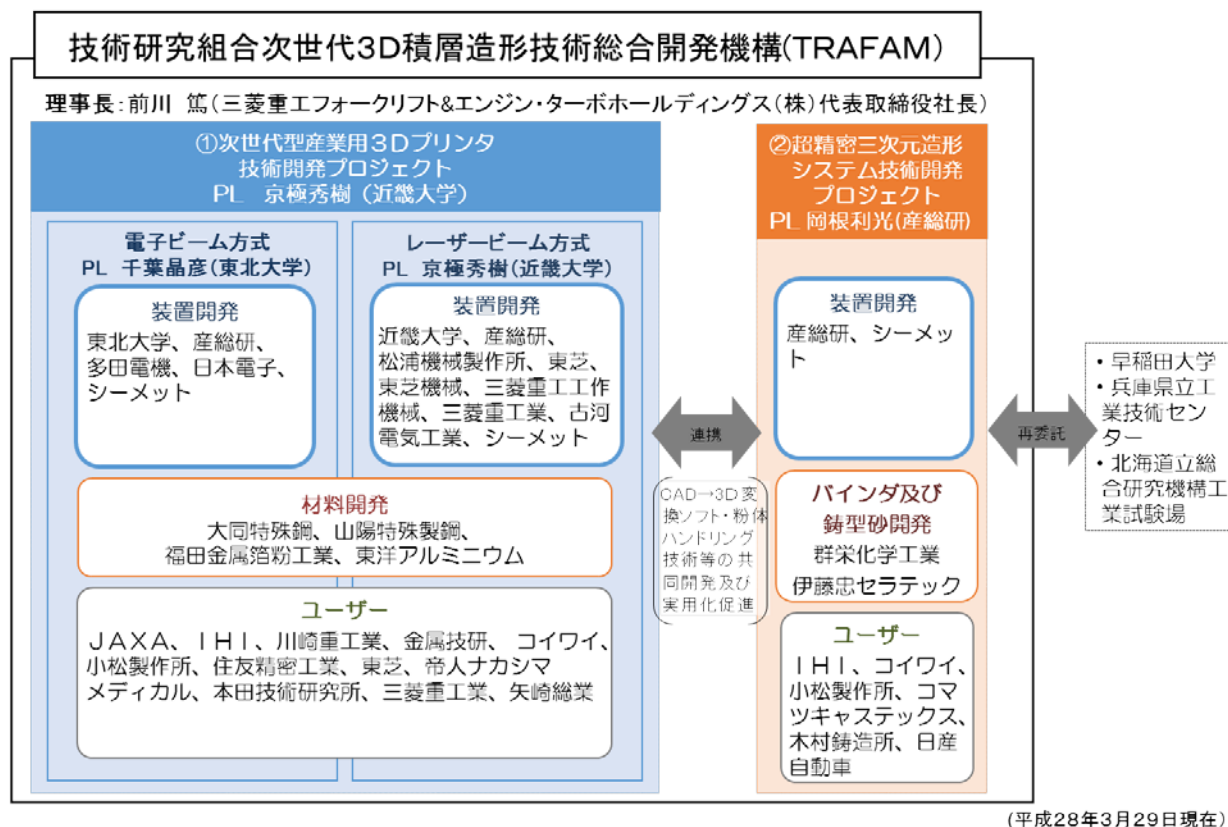 技術研究組合次世代3D積層造形技術総合開発機構(TRAFAM)
理事長:前川 篤(三菱重工フォークリフト&エンジン・ターボホールディングス(株)代表取締役社長)
①次世代型産業用3Dプリンタ
技術開発プロジェクト
PL 京極秀樹(近畿大学)
電子ビーム方式
PL 千葉晶彦(東北大学)
装置開発
東北大学、産総研、
多田電機、日本電子、
シーメット
レーザービーム方式
PL 京極秀樹(近畿大学)
装置開発
近畿大学、産総研、
松浦機械製作所、東芝、
東芝機械、三菱重工工作
機械、三菱重工業、古河
電気工業、シーメット
材料開発
大同特殊鋼、山陽特殊製鋼、
福田金属箔粉工業、東洋アルミニウム
ユーザー
JAXA、IHI、川崎重工業、金属技研、コイワイ、
小松製作所、住友精密工業、東芝、帝人ナカシマ
メディカル、本田技術研究所、三菱重工業、矢崎総業
連携
CAD→3D変
換ソフト・粉体
ハンドリング
技術等の共
同開発及び
実用化促進
②超精密三次元造形
システム技術開発
プロジェクト
PL 岡根利光(産総研)
装置開発
産総研、シーメッ
ト
バインダ及び
鋳型砂開発
群栄化学工業
伊藤忠セラテック
ユーザー
IHI、コイワイ、
小松製作所、コマ
ツキャステックス、
木村鋳造所、日産
自動車
再委託
・早稲田大学
・兵庫県立工
業技術セン
ター
・北海道立総
合研究機構工
業試験場
(平成28年3月29日現在)